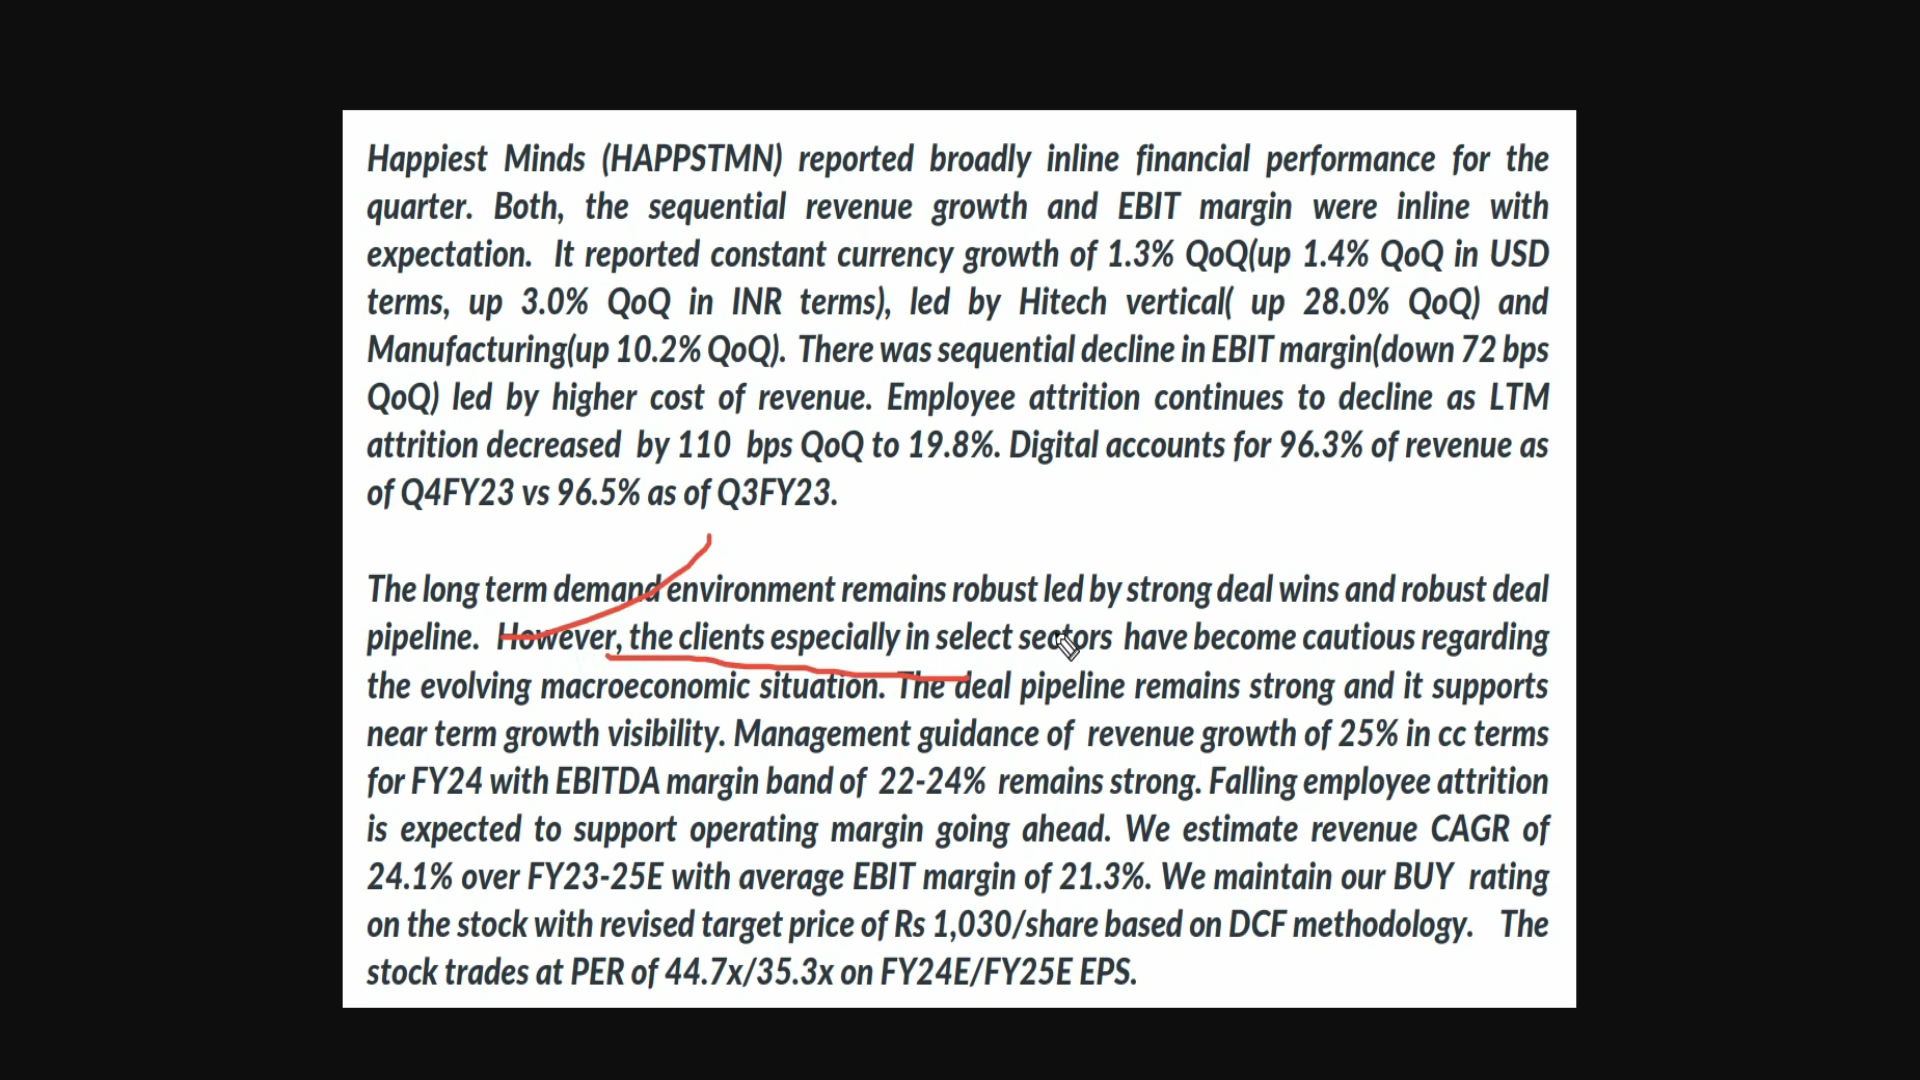 Happiest Minds (HAPPSTMN) reported broadly inline financial performance for the
quarter. Both, the sequential revenue growth and EBIT margin were inline with
expectation. It reported constant currency growth of 1.3% QoQ(up 1.4% QoQ in USD
terms, up 3.0% QoQ in INR terms), led by Hitech vertical( up 28.0% QoQ) and
Manufacturing(up 10.2% QoQ). There was sequential decline in EBIT margin(down 72 bps
QoQ) led by higher cost of revenue. Employee attrition continues to decline as LTM
attrition decreased by 110 bps QoQ to 19.8%. Digital accounts for 96.3% of revenue as
of Q4FY23 vs 96.5% as of Q3FY23.
The long term demand environment remains robust led by strong deal wins and robust deal
pipeline. However, the clients especially in select sectors have become cautious regarding
the evolving macroeconomic situation. The deal pipeline remains strong and it supports
near term growth visibility. Management guidance of revenue growth of 25% in cc terms
for FY24 with EBITDA margin band of 22-24% remains strong. Falling employee attrition
is expected to support operating margin going ahead. We estimate revenue CAGR of
24.1% over FY23-25E with average EBIT margin of 21.3%. We maintain our BUY rating
on the stock with revised target price of Rs 1,030/share based on DCF methodology. The
stock trades at PER of 44.7x/35.3x on FY24E/FY25E EPS.